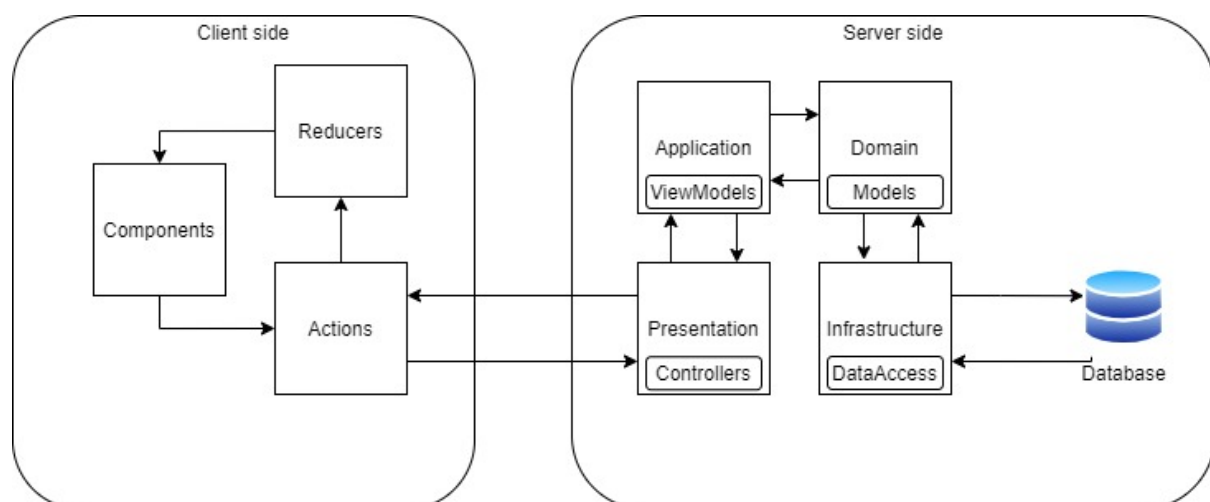 Client side
Reducers
Components
Actions
Server side
Application
ViewModels
Domain
Models
Presentation
Controllers
Infrastructure
DataAccess
Database